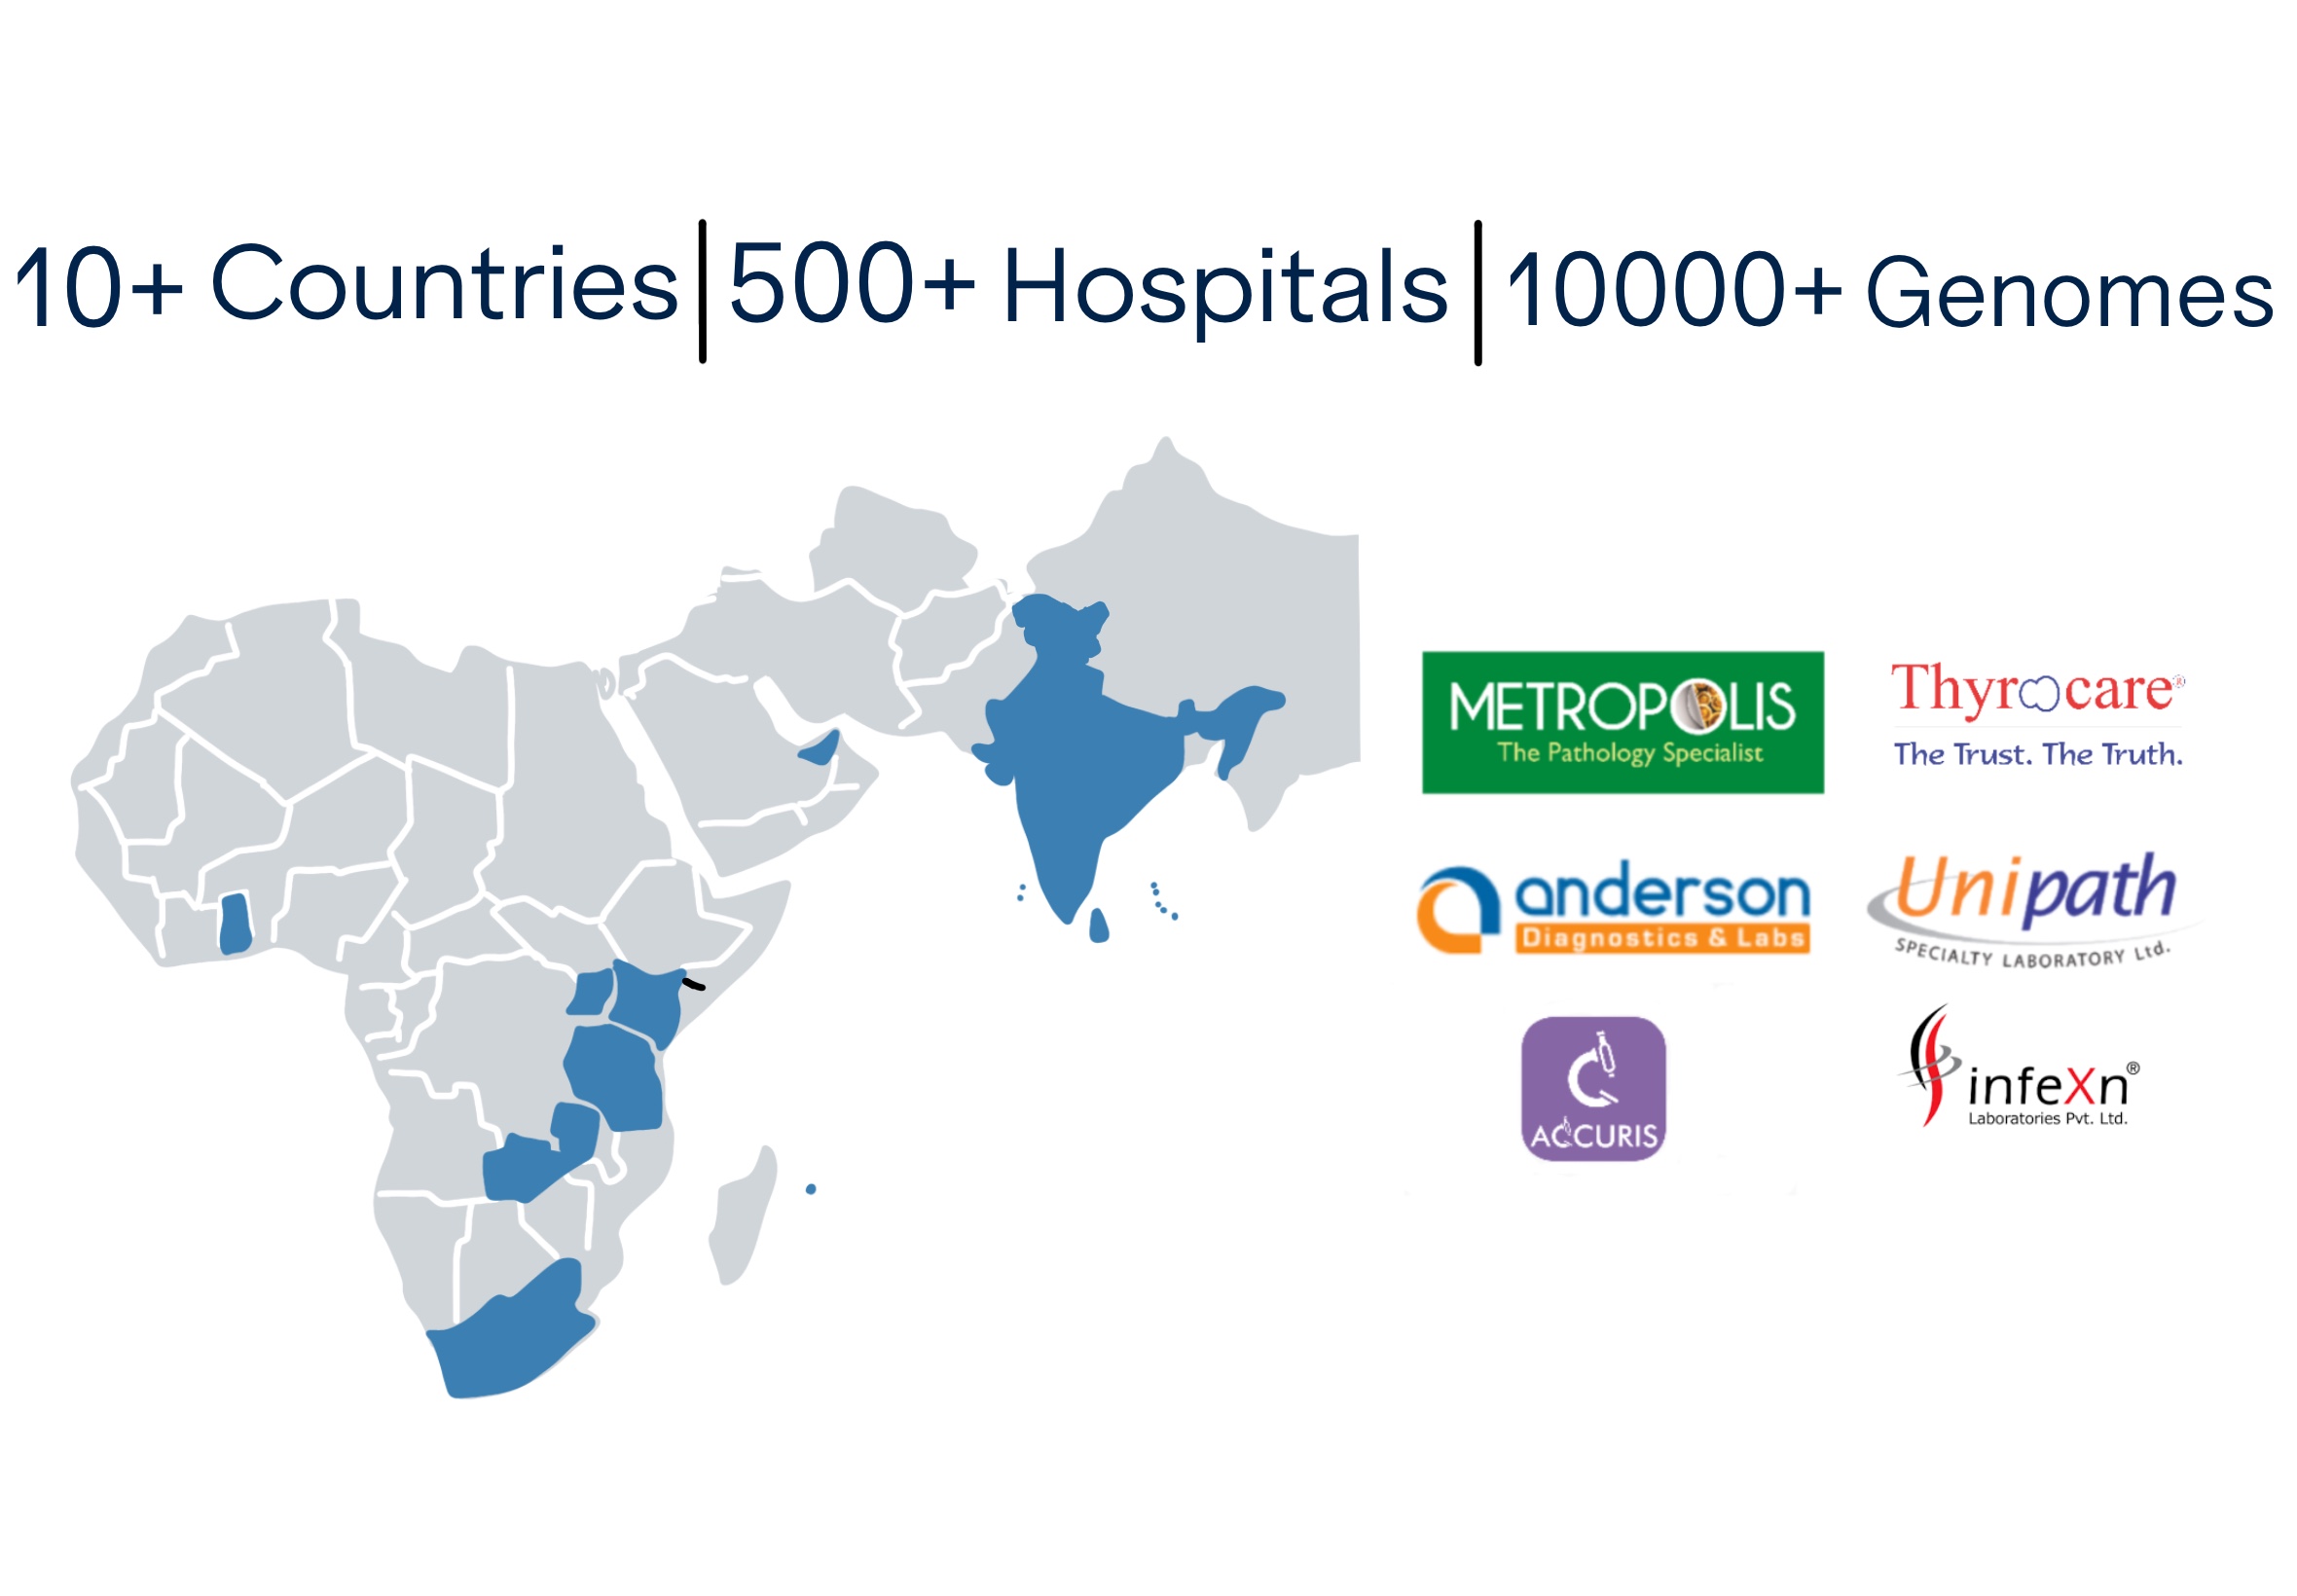 10+ Countries | 500+ Hospitals | 10000+ Genomes
METROPOLIS
The Pathology Specialist
Thyrocare®
The Trust. The Truth.
anderson
Diagnostics & Labs
Unipath
SPECIALTY LABORATORY Ltd.
ACCURIS
infeXn®
Laboratories Pvt. Ltd.